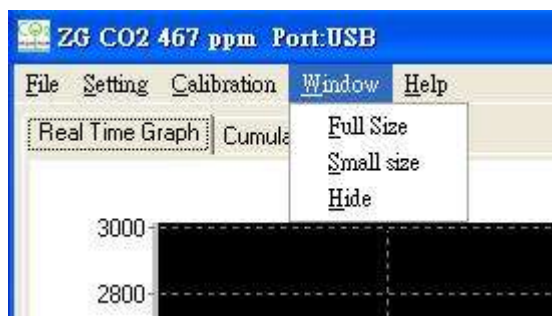 ZG CO2 467 ppm Port:USB
File Setting Calibration Window Help
Real Time Graph Cumula
Full Size
Small size
Hide
3000
2800